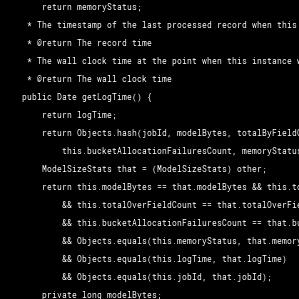 return memoryStatus;
* The timestamp of the last processed record when this
* @return The record time
* The wall clock time at the point when this instance
* @return The wall clock time
public Date getLogTime() {
return logTime;
return Objects.hash(jobId, modelBytes, totalByField
this.bucketAllocationFailuresCount, memoryStatus
ModelSizeStats that = (ModelSizeStats) other;
return this.modelBytes == that.modelBytes && this.to
&& this.totalOverFieldCount == that.totalOverFie
&& this.bucketAllocationFailuresCount == that.bu
&& Objects.equals(this.memoryStatus, that.memory
&& Objects.equals(this.logTime, that.logTime)
&& Objects.equals(this.jobId, that.jobId);
private long modelBytes;